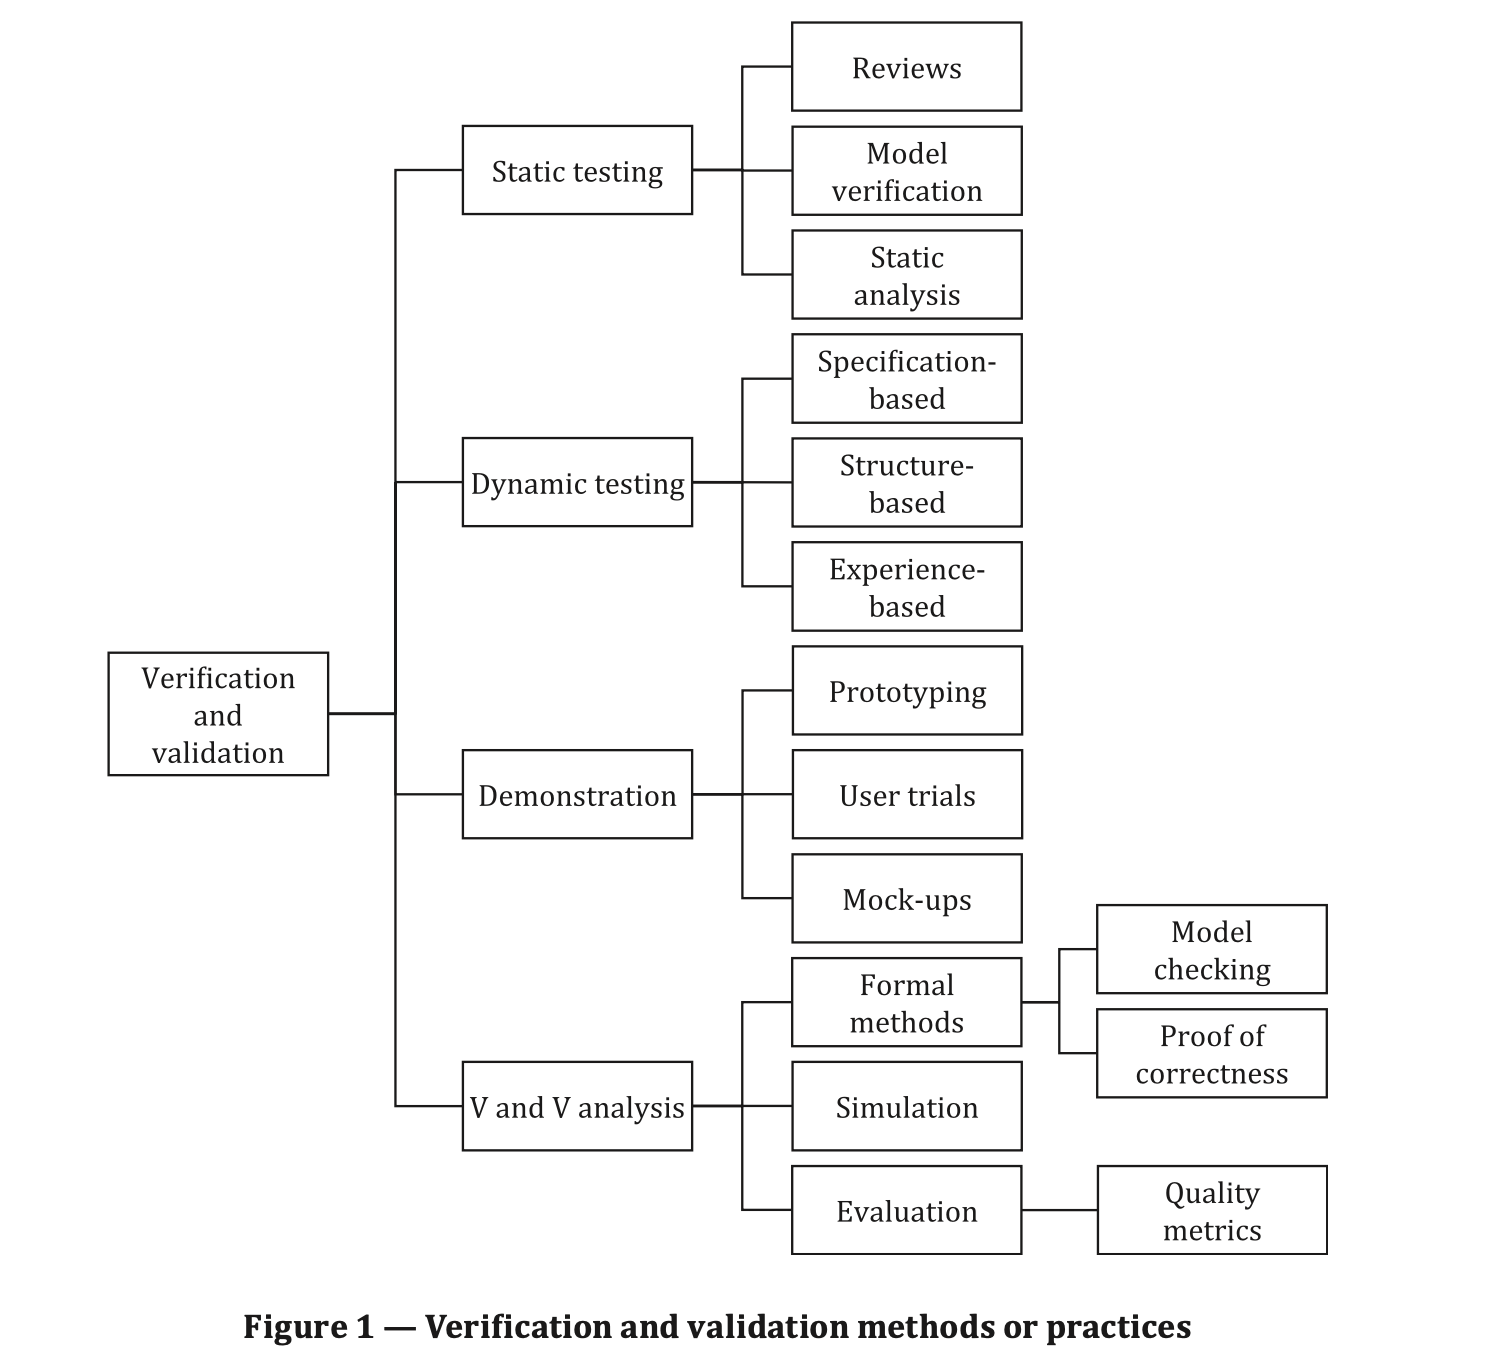 Reviews
Static testing
Model
verification
Static
analysis
Specification-
based
Dynamic testing
Structure-
based
Experience-
based
Verification
and
validation
Prototyping
Demonstration
User trials
Mock-ups
Model
checking
Formal
methods
Proof of
correctness
V and V analysis
Simulation
Evaluation
Quality
metrics
Figure 1 — Verification and validation methods or practices